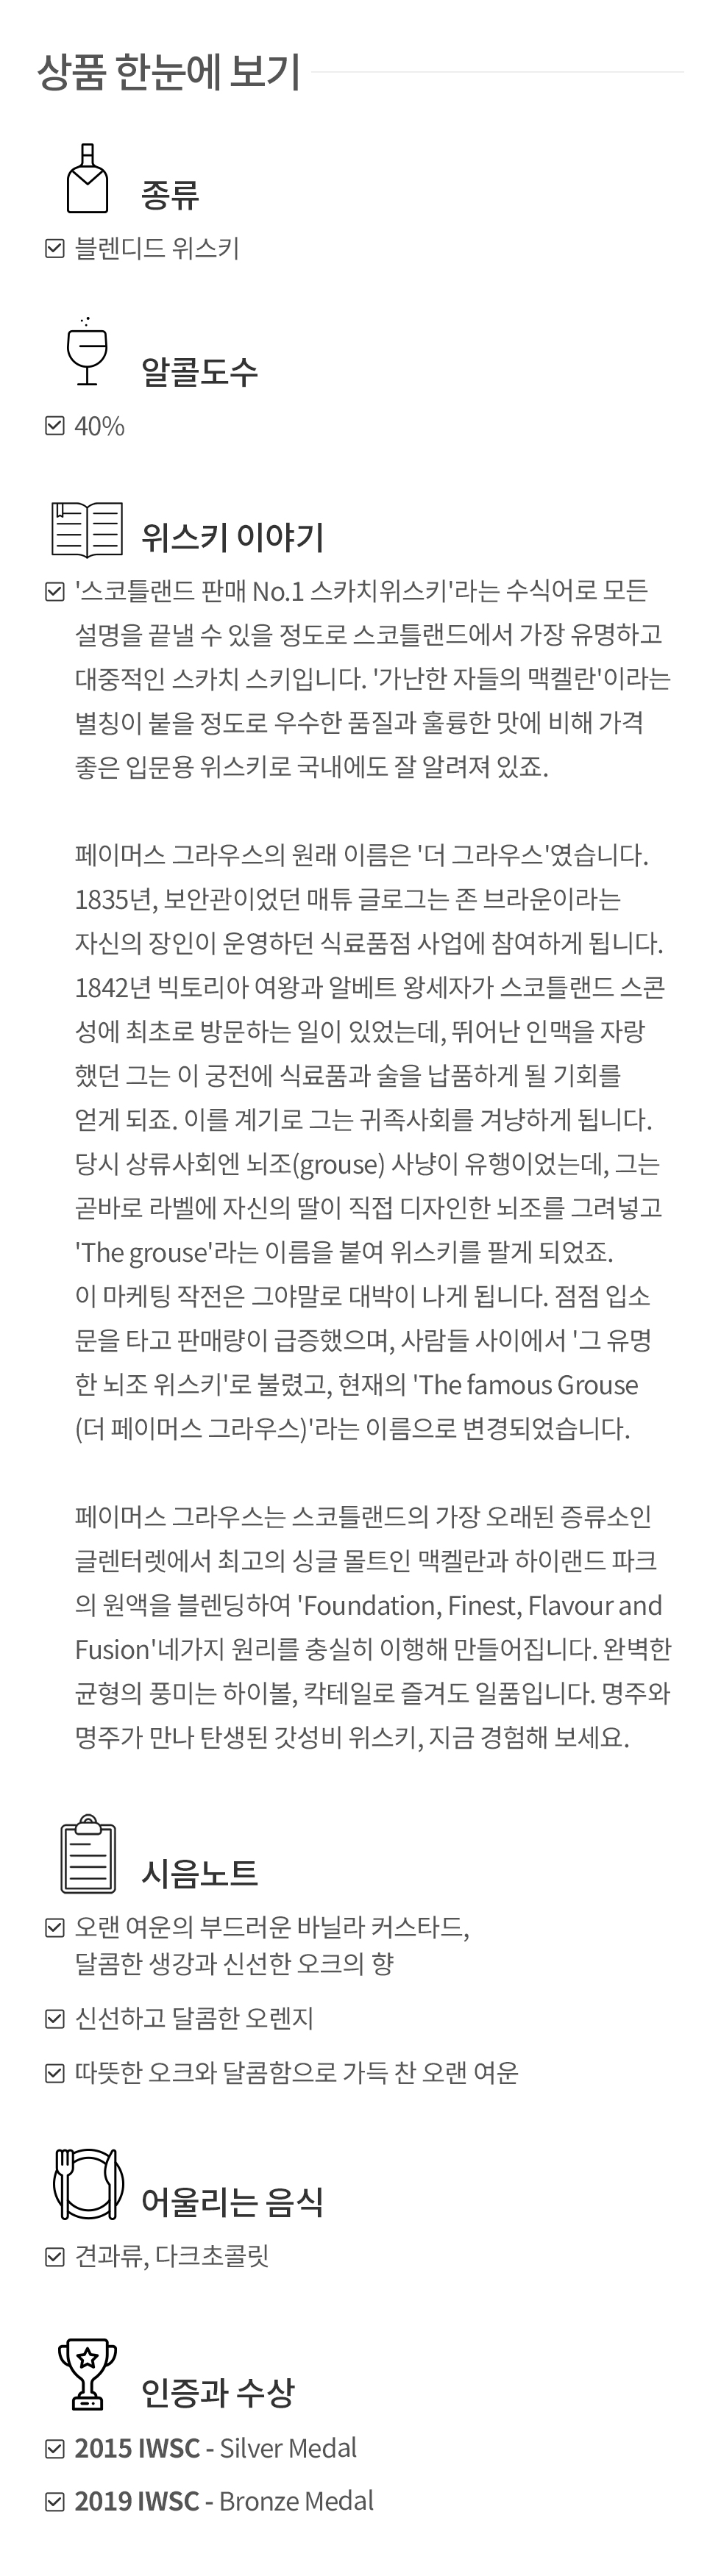 상품 한눈에 보기
종류
블렌디드 위스키
알콜도수
40%
위스키 이야기
'스코틀랜드 판매 No.1 스카치위스키'라는 수식어로 모든
설명을 끝낼 수 있을 정도로 스코틀랜드에서 가장 유명하고
대중적인 스카치 스키입니다. '가난한 자들의 맥켈란'이라는
별칭이 붙을 정도로 우수한 품질과 훌륭한 맛에 비해 가격
좋은 입문용 위스키로 국내에도 잘 알려져 있죠.
페이머스 그라우스의 원래 이름은 '더 그라우스'였습니다.
1835년, 보안관이었던 매튜 글로그는 존 브라운이라는
자신의 장인이 운영하던 식료품점 사업에 참여하게 됩니다.
1842년 빅토리아 여왕과 알베트 왕세자가 스코틀랜드 스콘
성에 최초로 방문하는 일이 있었는데, 뛰어난 인맥을 자랑
했던 그는 이 궁전에 식료품과 술을 납품하게 될 기회를
얻게 되죠. 이를 계기로 그는 귀족사회를 겨냥하게 됩니다.
당시 상류사회엔 뇌조(grouse) 사냥이 유행이었는데, 그는
곧바로 라벨에 자신의 딸이 직접 디자인한 뇌조를 그려넣고
'The grouse'라는 이름을 붙여 위스키를 팔게 되었죠.
이 마케팅 작전은 그야말로 대박이 나게 됩니다. 점점 입소
문을 타고 판매량이 급증했으며, 사람들 사이에서 '그 유명
한 뇌조 위스키'로 불렸고, 현재의 'The famous Grouse
(더 페이머스 그라우스)'라는 이름으로 변경되었습니다.
페이머스 그라우스는 스코틀랜드의 가장 오래된 증류소인
글렌터렛에서 최고의 싱글 몰트인 맥켈란과 하이랜드 파크
의 원액을 블렌딩하여 'Foundation, Finest, Flavour and
Fusion'네가지 원리를 충실히 이행해 만들어집니다. 완벽한
균형의 풍미는 하이볼, 칵테일로 즐겨도 일품입니다. 명주와
명주가 만나 탄생된 갓성비 위스키, 지금 경험해 보세요.
시음노트
오랜 여운의 부드러운 바닐라 커스타드,
달콤한 생강과 신선한 오크의 향
신선하고 달콤한 오렌지
따뜻한 오크와 달콤함으로 가득 찬 오랜 여운
어울리는 음식
견과류, 다크초콜릿
인증과 수상
2015 IWSC - Silver Medal
2019 IWSC - Bronze Medal